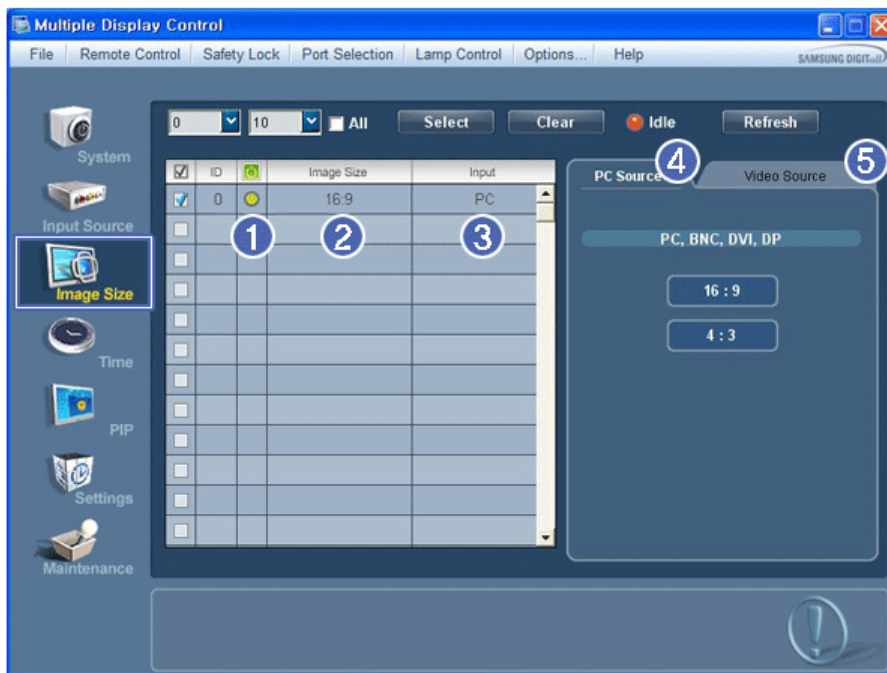 Multiple Display Control
File Remote Control Safety Lock Port Selection Lamp Control Options... Help SAMSUNG DIGITall
0 10 All Select Clear Idle Refresh
System
Input Source
Image Size
Time
PIP
Settings
Maintenance
ID Image Size Input
0 16:9 PC
1 2 3
PC Source 4 Video Source 5
PC, BNC, DVI, DP
16 : 9
4 : 3